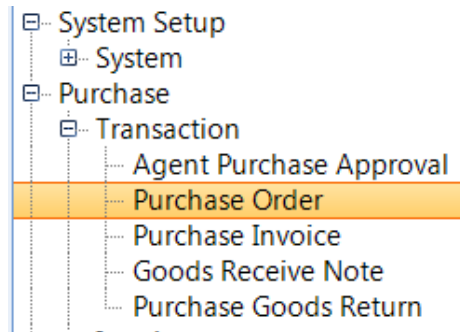 System Setup
System
Purchase
Transaction
Agent Purchase Approval
Purchase Order
Purchase Invoice
Goods Receive Note
Purchase Goods Return